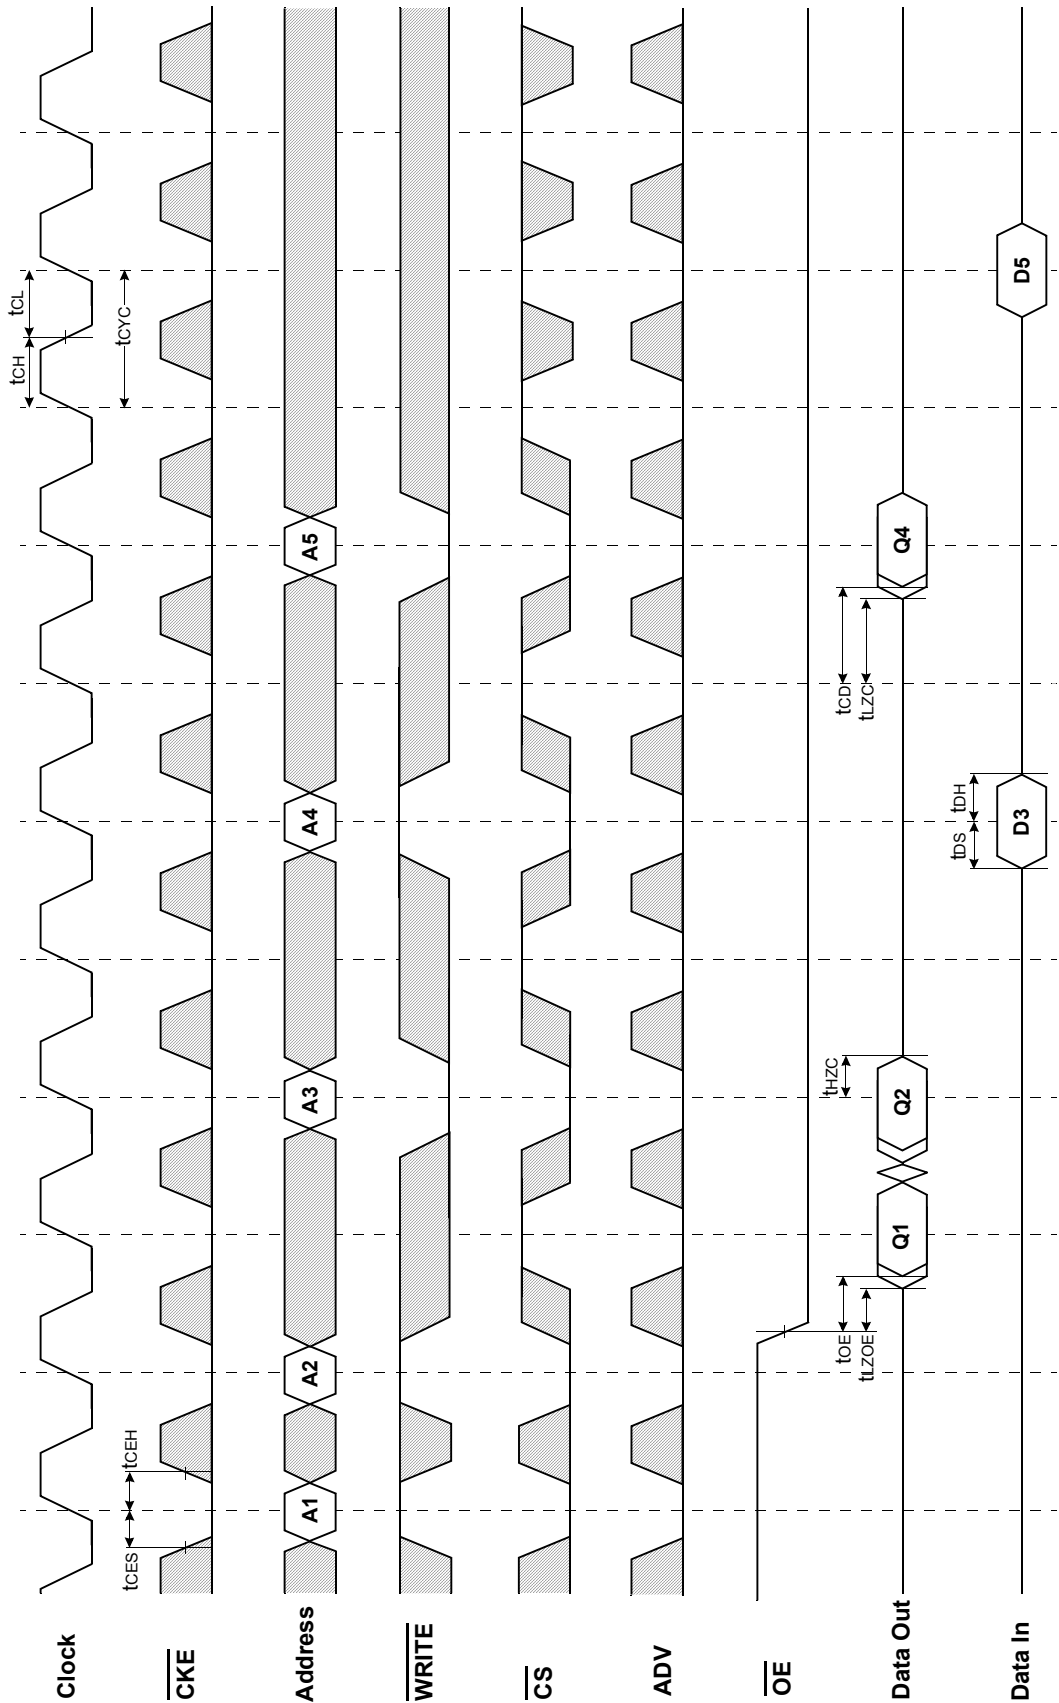 Clock
tCES
tCEH
tCH
tCL
tCYC
CKE
Address
A1
A2
A3
A4
A5
WRITE
CS
ADV
OE
tOE
tLZOE
tHZC
tCD
tLZC
Data Out
Q1
Q2
Q4
tDS
tDH
Data In
D3
D5